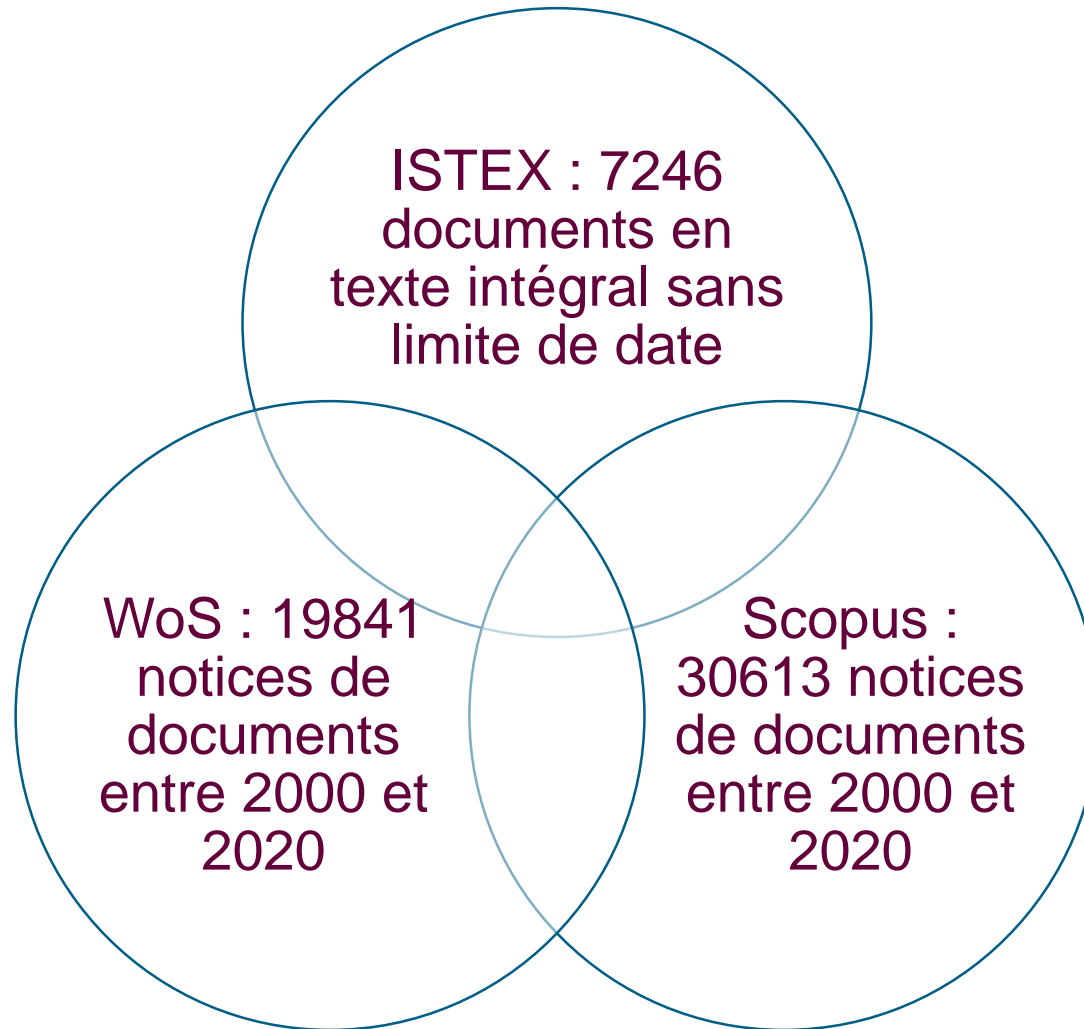 ISTEX : 7246
documents en
texte intégral sans
limite de date
WoS : 19841
notices de
documents
entre 2000 et
2020
Scopus :
30613 notices
de documents
entre 2000 et
2020